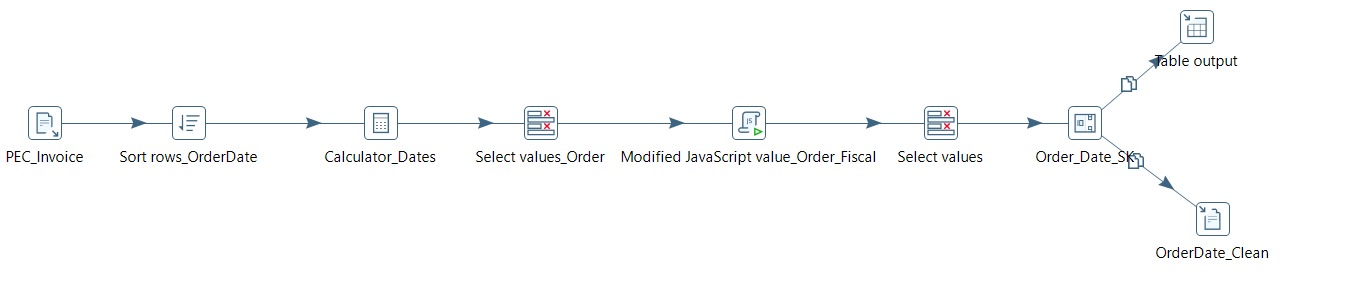 Table output
PEC_Invoice
Sort rows_OrderDate
Calculator_Dates
Select values_Order
Modified JavaScript value_Order_Fiscal
Select values
Order_Date_SK
OrderDate_Clean